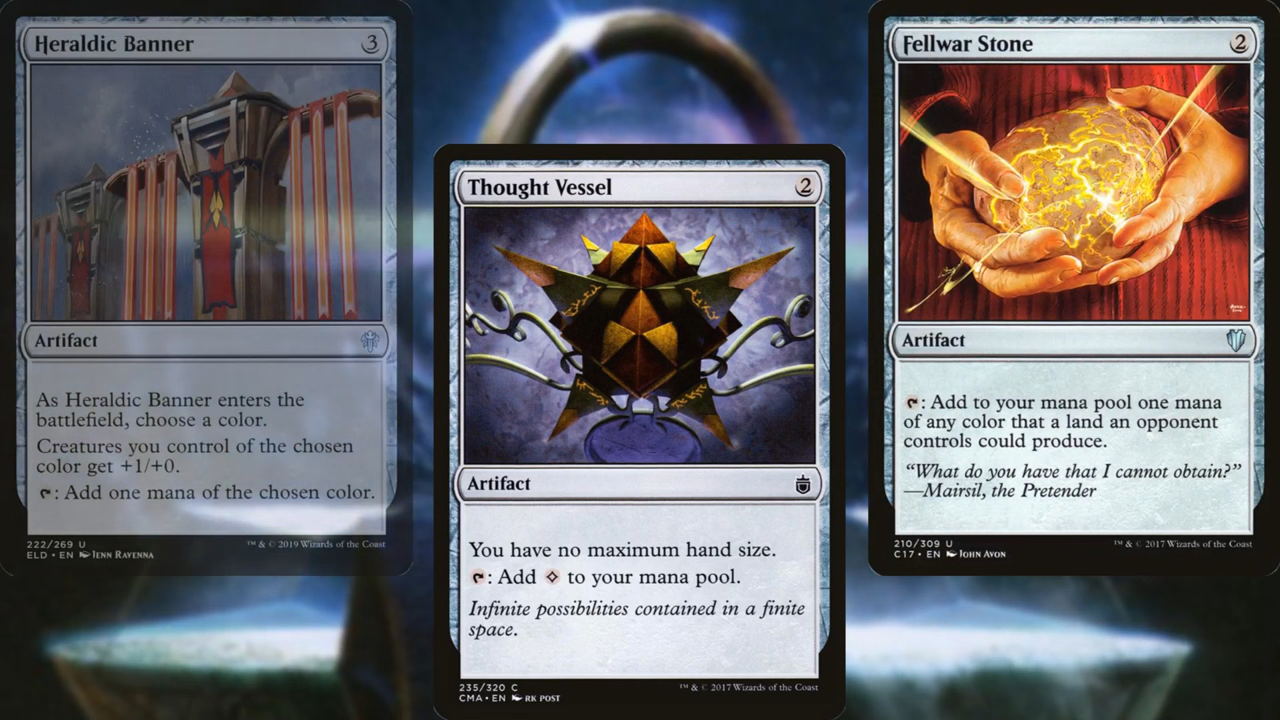 Heraldic Banner 3
Artifact
As Heraldic Banner enters the
battlefield, choose a color.
Creatures you control of the chosen
color get +1/+0.
: Add one mana of the chosen color.
222/269 U
ELD • EN JENN RAVENNA
™ & © 2019 Wizards of the Coast
Thought Vessel 2
Artifact
You have no maximum hand size.
: Add to your mana pool.
Infinite possibilities contained in a finite
space.
235/320 C
CMA • EN RK POST
™ & © 2017 Wizards of the Coast
Fellwar Stone 2
Artifact
: Add to your mana pool one mana
of any color that a land an opponent
controls could produce.
“What do you have that I cannot obtain?”
—Mairsil, the Pretender
210/309 U
C17 • EN JOHN AVON
™ & © 2017 Wizards of the Coast